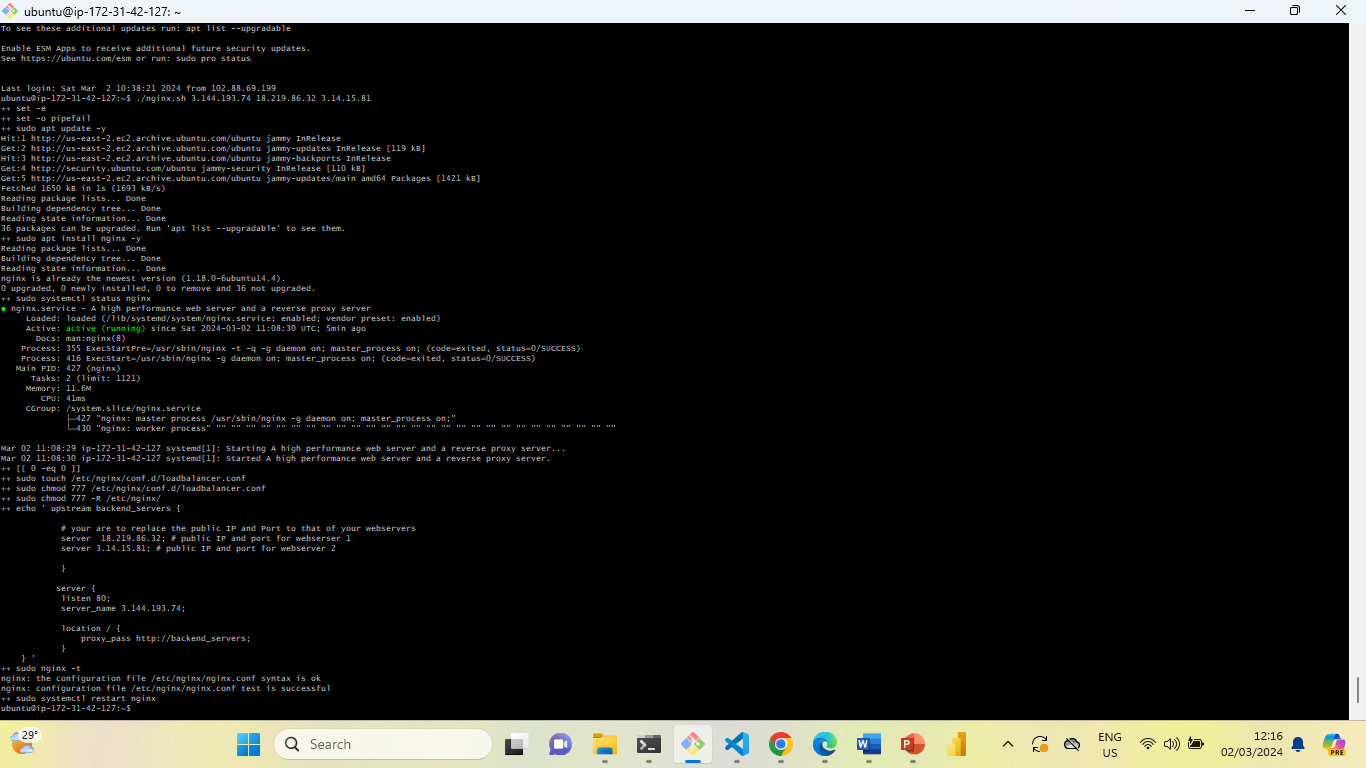 ubuntu@ip-172-31-42-127: ~
To see these additional updates run: apt list --upgradable
Enable ESM Apps to receive additional future security updates.
See https://ubuntu.com/esm or run: sudo pro status
Last login: Sat Mar  2 10:38:21 2024 from 102.88.69.199
ubuntu@ip-172-31-42-127:~$ ./nginx.sh 3.144.193.74 18.219.86.32 3.14.15.81
++ set -e
++ set -o pipefail
++ sudo apt update -y
Hit:1 http://us-east-2.ec2.archive.ubuntu.com/ubuntu jammy InRelease
Get:2 http://us-east-2.ec2.archive.ubuntu.com/ubuntu jammy-updates InRelease [119 kB]
Hit:3 http://us-east-2.ec2.archive.ubuntu.com/ubuntu jammy-backports InRelease
Get:4 http://security.ubuntu.com/ubuntu jammy-security InRelease [110 kB]
Get:5 http://us-east-2.ec2.archive.ubuntu.com/ubuntu jammy-updates/main amd64 Packages [1421 kB]
Fetched 1650 kB in 1s (1693 kB/s)
Reading package lists... Done
Building dependency tree... Done
Reading state information... Done
36 packages can be upgraded. Run 'apt list --upgradable' to see them.
++ sudo apt install nginx -y
Reading package lists... Done
Building dependency tree... Done
Reading state information... Done
nginx is already the newest version (1.18.0-6ubuntu14.4).
0 upgraded, 0 newly installed, 0 to remove and 36 not upgraded.
++ sudo systemctl status nginx
● nginx.service - A high performance web server and a reverse proxy server
Loaded: loaded (/lib/systemd/system/nginx.service; enabled; vendor preset: enabled)
Active: active (running) since Sat 2024-03-02 11:08:30 UTC; 5min ago
Docs: man:nginx(8)
Process: 355 ExecStartPre=/usr/sbin/nginx -t -q -g daemon on; master_process on; (code=exited, status=0/SUCCESS)
Process: 416 ExecStart=/usr/sbin/nginx -g daemon on; master_process on; (code=exited, status=0/SUCCESS)
Main PID: 427 (nginx)
Tasks: 2 (limit: 1121)
Memory: 11.6M
CPU: 41ms
CGroup: /system.slice/nginx.service
├─427 "nginx: master process /usr/sbin/nginx -g daemon on; master_process on;"
└─430 "nginx: worker process" "" "" "" "" "" "" "" "" "" "" "" "" "" "" "" "" "" "" "" "" "" "" "" "" "" "" ""
Mar 02 11:08:29 ip-172-31-42-127 systemd[1]: Starting A high performance web server and a reverse proxy server...
Mar 02 11:08:30 ip-172-31-42-127 systemd[1]: Started A high performance web server and a reverse proxy server.
++ [[ 0 -eq 0 ]]
++ sudo touch /etc/nginx/conf.d/loadbalancer.conf
++ sudo chmod 777 /etc/nginx/conf.d/loadbalancer.conf
++ sudo chmod 777 -R /etc/nginx/
++ echo ' upstream backend_servers {
# your are to replace the public IP and Port to that of your webservers
server  18.219.86.32; # public IP and port for webserser 1
server 3.14.15.81; # public IP and port for webserver 2
}
server {
listen 80;
server_name 3.144.193.74;
location / {
proxy_pass http://backend_servers;
}
} '
++ sudo nginx -t
nginx: the configuration file /etc/nginx/nginx.conf syntax is ok
nginx: configuration file /etc/nginx/nginx.conf test is successful
++ sudo systemctl restart nginx
ubuntu@ip-172-31-42-127:~$
29°
Search
ENG
US
12:16
02/03/2024
PRE